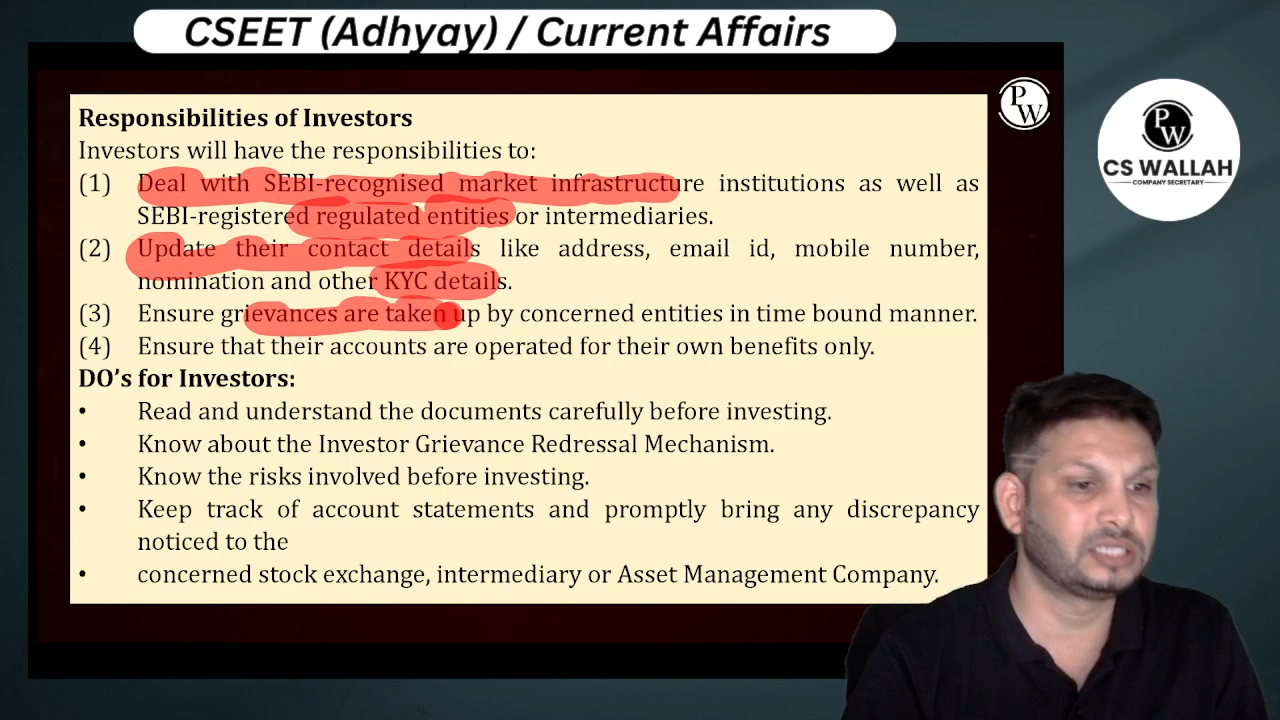 CSEET (Adhyay) / Current Affairs
PW
PW
CS WALLAH
COMPANY SECRETARY
Responsibilities of Investors
Investors will have the responsibilities to:
(1) Deal with SEBI-recognised market infrastructure institutions as well as
SEBI-registered regulated entities or intermediaries.
(2) Update their contact details like address, email id, mobile number,
nomination and other KYC details.
(3) Ensure grievances are taken up by concerned entities in time bound manner.
(4) Ensure that their accounts are operated for their own benefits only.
DO’s for Investors:
• Read and understand the documents carefully before investing.
• Know about the Investor Grievance Redressal Mechanism.
• Know the risks involved before investing.
• Keep track of account statements and promptly bring any discrepancy
noticed to the
• concerned stock exchange, intermediary or Asset Management Company.